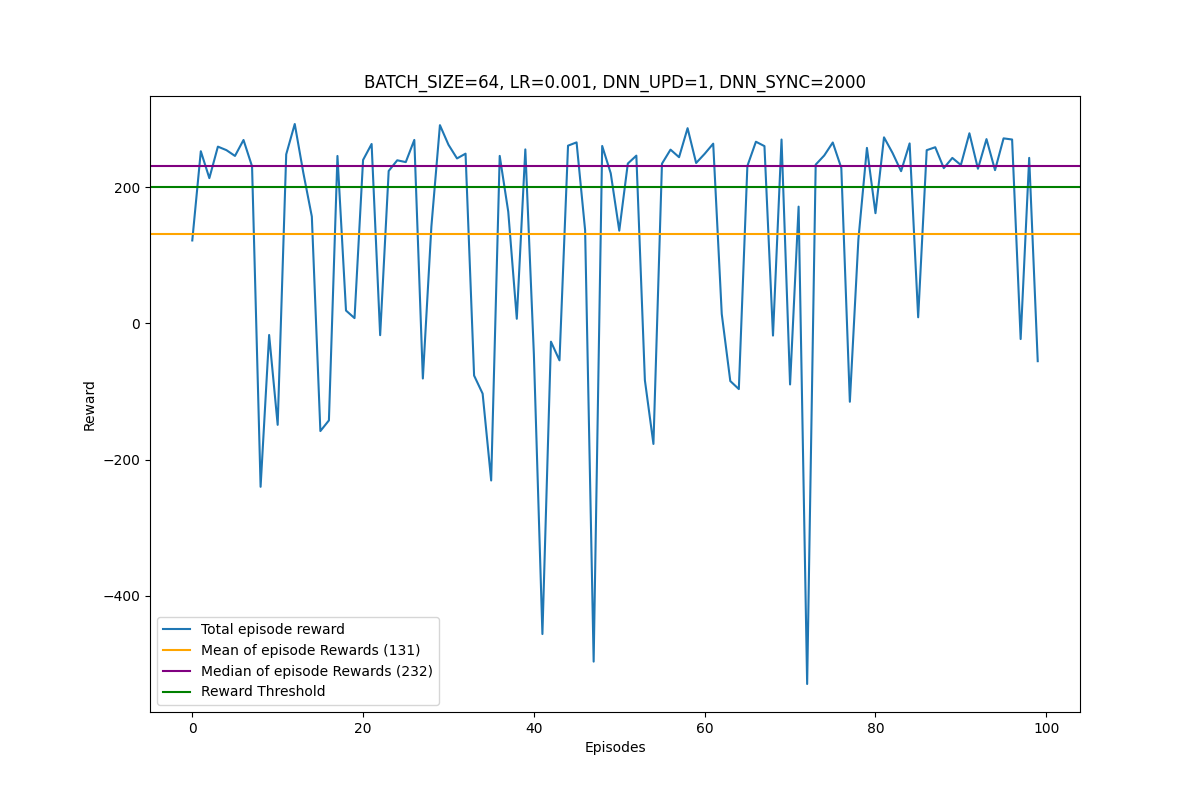 BATCH_SIZE=64, LR=0.001, DNN_UPD=1, DNN_SYNC=2000
200
0
−200
−400
Reward
Total episode reward
Mean of episode Rewards (131)
Median of episode Rewards (232)
Reward Threshold
0 20 40 60 80 100
Episodes